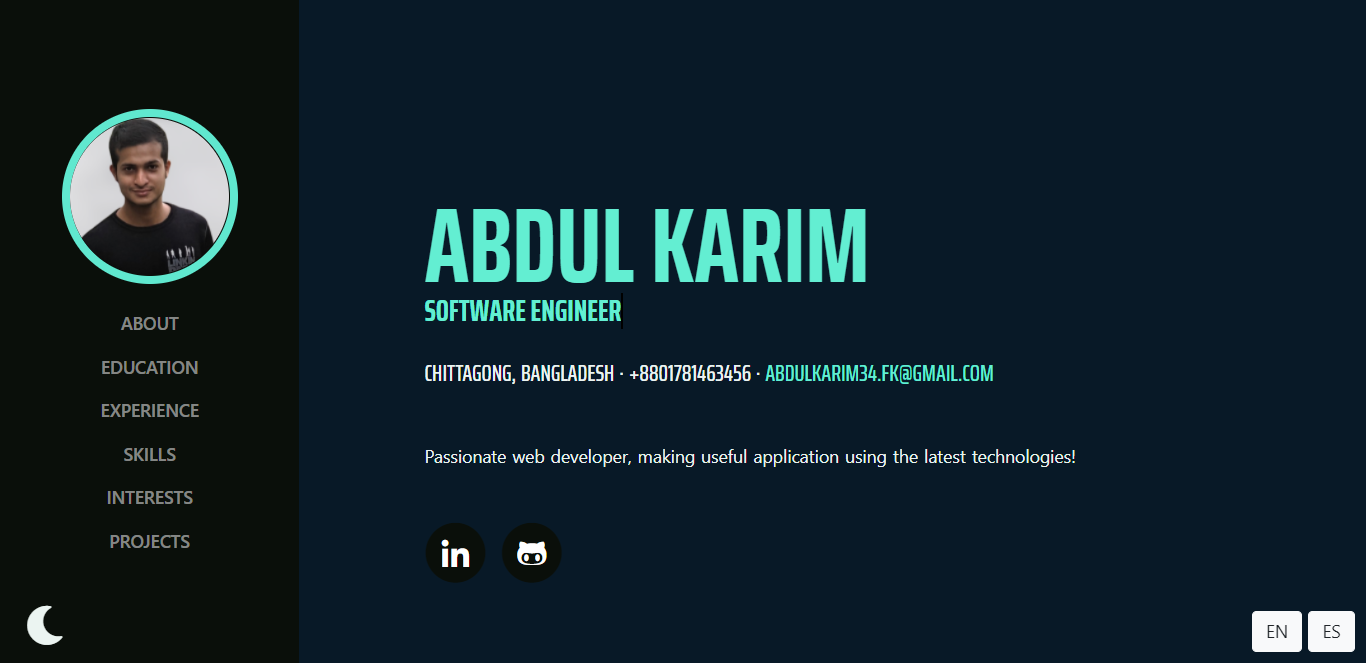 ABOUT
EDUCATION
EXPERIENCE
SKILLS
INTERESTS
PROJECTS
ABDUL KARIM
SOFTWARE ENGINEER
CHITTAGONG, BANGLADESH · +8801781463456 · ABDULKARIM34.FK@GMAIL.COM
Passionate web developer, making useful application using the latest technologies!
in
EN
ES